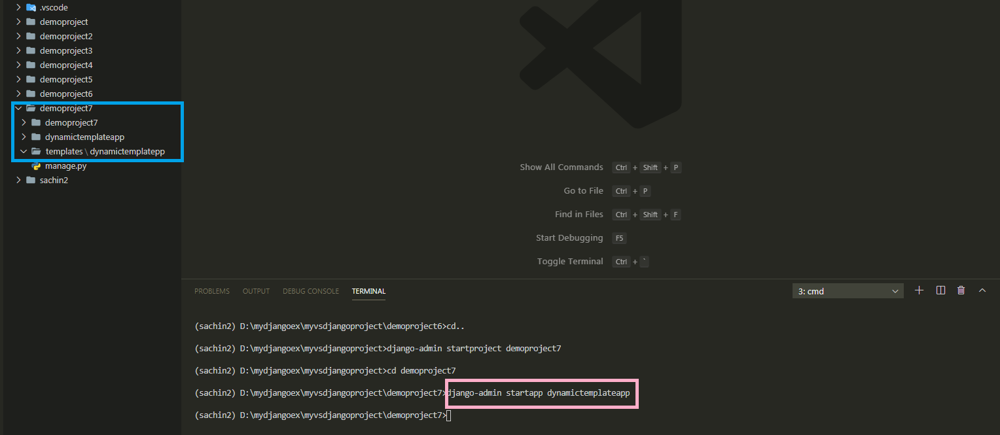 .vscode
demoproject
demoproject2
demoproject3
demoproject4
demoproject5
demoproject6
demoproject7
demoproject7
dynamictemplateapp
templates \ dynamictemplatepp
manage.py
sachin2
Show All Commands Ctrl + Shift + P
Go to File Ctrl + P
Find in Files Ctrl + Shift + F
Start Debugging F5
Toggle Terminal Ctrl + `
PROBLEMS OUTPUT DEBUG CONSOLE TERMINAL 3: cmd
(sachin2) D:\mydjangoex\myvsdjangoproject\demoproject6>cd..
(sachin2) D:\mydjangoex\myvsdjangoproject>django-admin startproject demoproject7
(sachin2) D:\mydjangoex\myvsdjangoproject>cd demoproject7
(sachin2) D:\mydjangoex\myvsdjangoproject\demoproject7>django-admin startapp dynamictemplateapp
(sachin2) D:\mydjangoex\myvsdjangoproject\demoproject7>